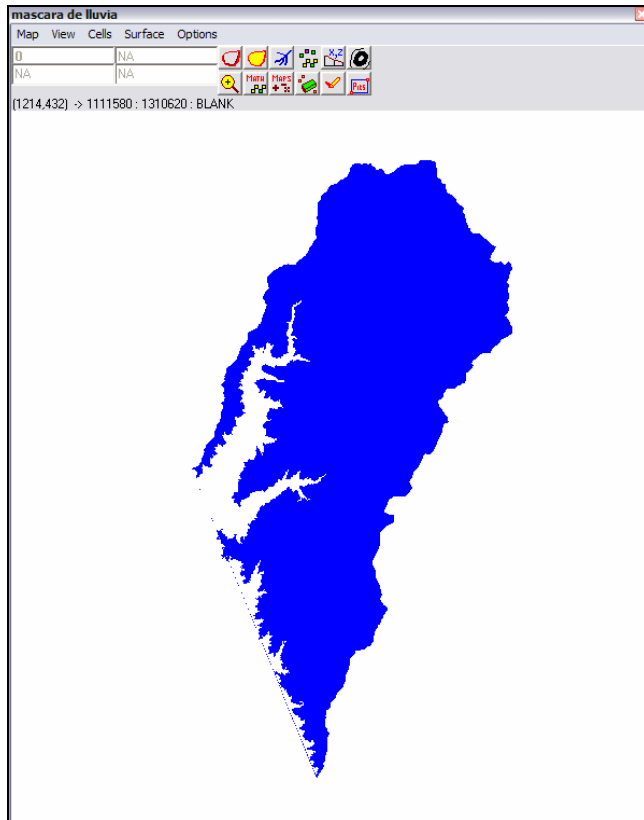 mascara de lluvia
Map View Cells Surface Options
0 NA
NA NA
X,Z
MATH MAPS Pits
(1214,432) -> 1111580 : 1310620 : BLANK